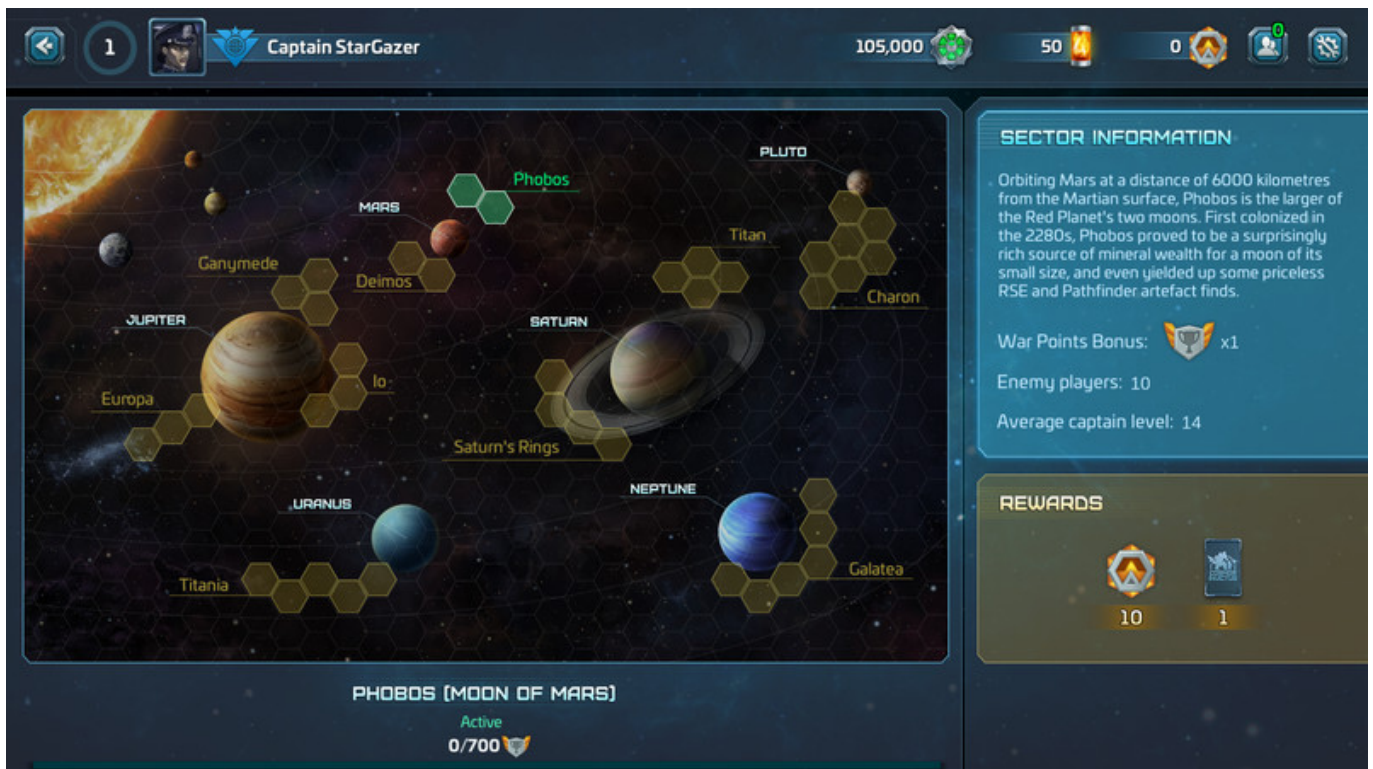 1
Captain StarGazer
105,000
50
0
0
PLUTO
Phobos
MARS
Titan
Ganymede
Deimos
Charon
JUPITER
SATURN
Io
Europa
Saturn's Rings
NEPTUNE
URANUS
Galatea
Titania
PHOBOS (MOON OF MARS)
Active
0/700
SECTOR INFORMATION
Orbiting Mars at a distance of 6000 kilometres
from the Martian surface, Phobos is the larger of
the Red Planet's two moons. First colonized in
the 2280s, Phobos proved to be a surprisingly
rich source of mineral wealth for a moon of its
small size, and even yielded up some priceless
RSE and Pathfinder artefact finds.
War Points Bonus: x1
Enemy players: 10
Average captain level: 14
REWARDS
10
1